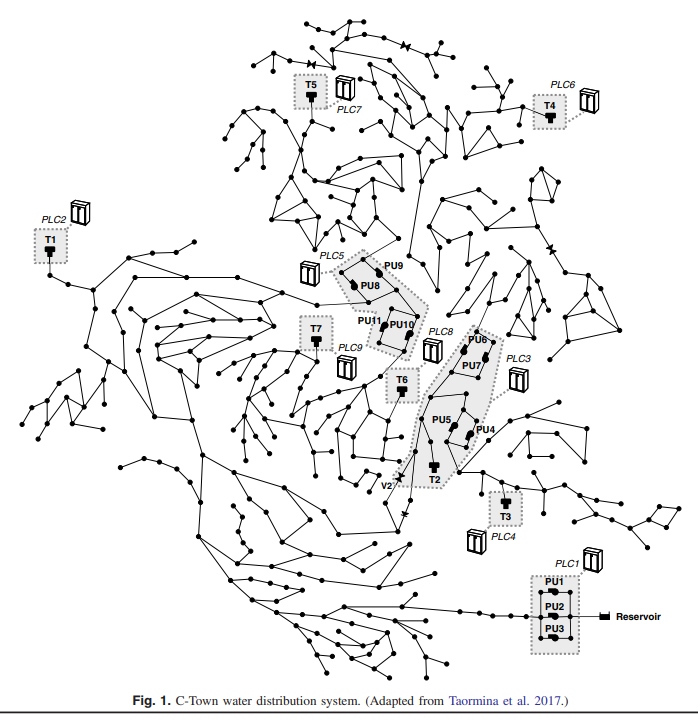 PLC6
T5
T4
PLC7
PLC2
T1
PLC5
PU9
PU8
PU11
PU10
T7
PLC8
PU6
PLC9
PU7
PLC3
T6
PU5
PU4
T2
V2
T3
PLC4
PLC1
PU1
PU2
Reservoir
PU3
Fig. 1. C-Town water distribution system. (Adapted from Taormina et al. 2017.)